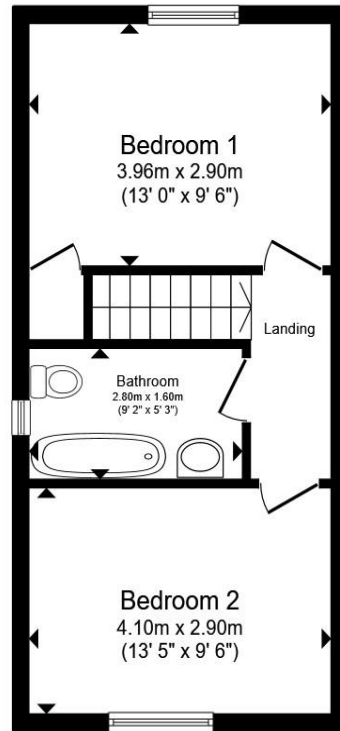 Bedroom 1
3.96m x 2.90m
(13' 0" x 9' 6")
Landing
Bathroom
2.80m x 1.60m
(9' 2" x 5' 3")
Bedroom 2
4.10m x 2.90m
(13' 5" x 9' 6")